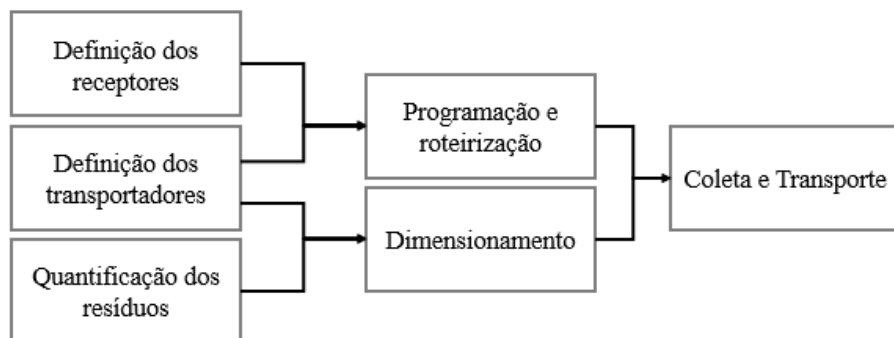 Definição dos
receptores
Definição dos
transportadores
Quantificação dos
resíduos
Programação e
roteirização
Dimensionamento
Coleta e Transporte